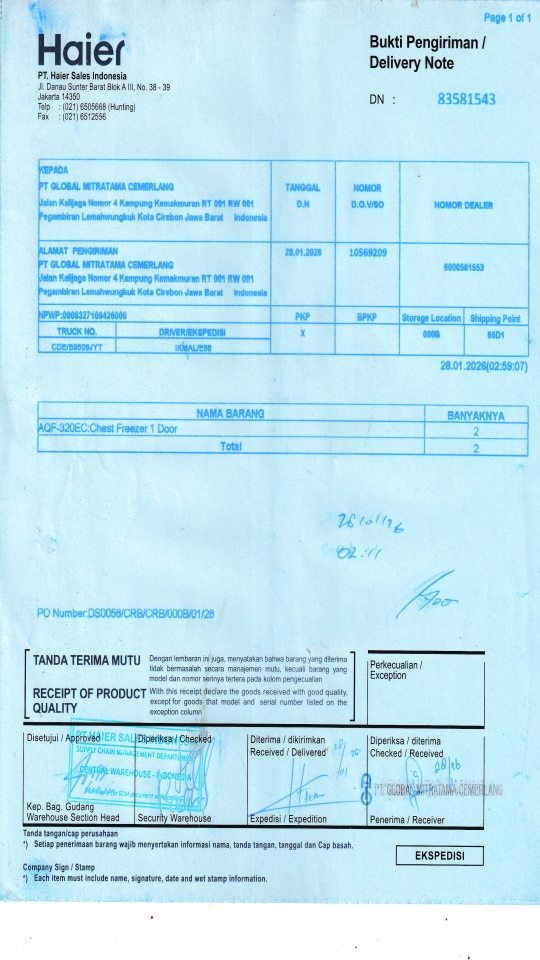 Page 1 of 1
Haier
Bukti Pengiriman /
Delivery Note
PT. Haier Sales Indonesia
Jl. Danau Sunter Barat Blok A III, No. 38 - 39
Jakarta 14350
Telp : (021) 6505668 (Hunting)
Fax : (021) 6512556
DN : 83581543
KEPADA
PT GLOBAL MITRATAMA CEMERLANG
Jalan Kalijaga Nomor 4 Kampung Kemakmuran RT 001 RW 001
Pegambiran Lemahwungkuk Kota Cirebon Jawa Barat Indonesia
TANGGAL
D.N
NOMOR
D.O.V/SO
NOMOR DEALER
ALAMAT PENGIRIMAN
PT GLOBAL MITRATAMA CEMERLANG
Jalan Kalijaga Nomor 4 Kampung Kemakmuran RT 001 RW 001
Pegambiran Lemahwungkuk Kota Cirebon Jawa Barat Indonesia
28.01.2026
10569209
6000581553
NPWP:0908327109426000
PKP
BPKP
Storege Location
Shipping Point
TRUCK NO.
DRIVER/EKSPEDISI
X
000B
65D1
28.01.2026(02:59:07)
NAMA BARANG
BANYAKNYA
AQF-320EC:Chest Freezer 1 Door
2
Total
2
02:11
PO Number:DS0056/CRB/CRB/000B/01/26
TANDA TERIMA MUTU
Dengan lembaran ini juga, menyatakan bahwa barang yang diterima
tidak bermasalah secara manajemen mutu, kecuali barang yang
model dan nomor serinya tertera pada kolom pengecualian
RECEIPT OF PRODUCT
QUALITY
With this receipt declare the goods received with good quality,
except for goods that model and serial number listed on the
exception column
Perkecualian /
Exception
Disetujui / Approved
Diperiksa / Checked
Diterima / dikirimkan
Received / Delivered
Diperiksa / diterima
Checked / Received
PT HAIER SALES
SUPPLY CHAIN MANAGEMENT DEPARTMENT
CENTRAL WAREHOUSE - INDONESIA
PT GLOBAL MITRATAMA CEMERLANG
Kep. Bag. Gudang
Warehouse Section Head
Security Warehouse
Expedisi / Expedition
Penerima / Receiver
Tanda tangan/cap perusahaan
*) Setiap penerimaan barang wajib menyertakan informasi nama, tanda tangan, tanggal dan Cap basah.
EKSPEDISI
Company Sign / Stamp
*) Each item must include name, signature, date and wet stamp information.